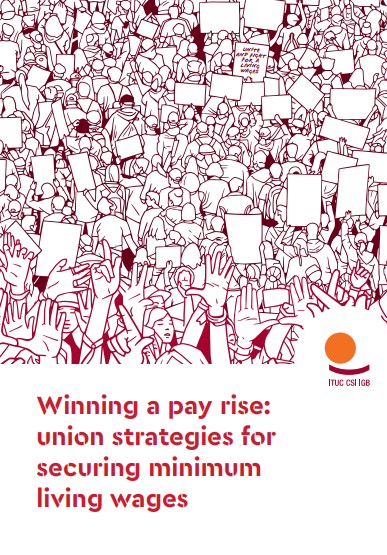 UNITE
AND FIGHT
FOR A
LIVING
WAGES
ITUC CSI IGB
Winning a pay rise:
union strategies for
securing minimum
living wages